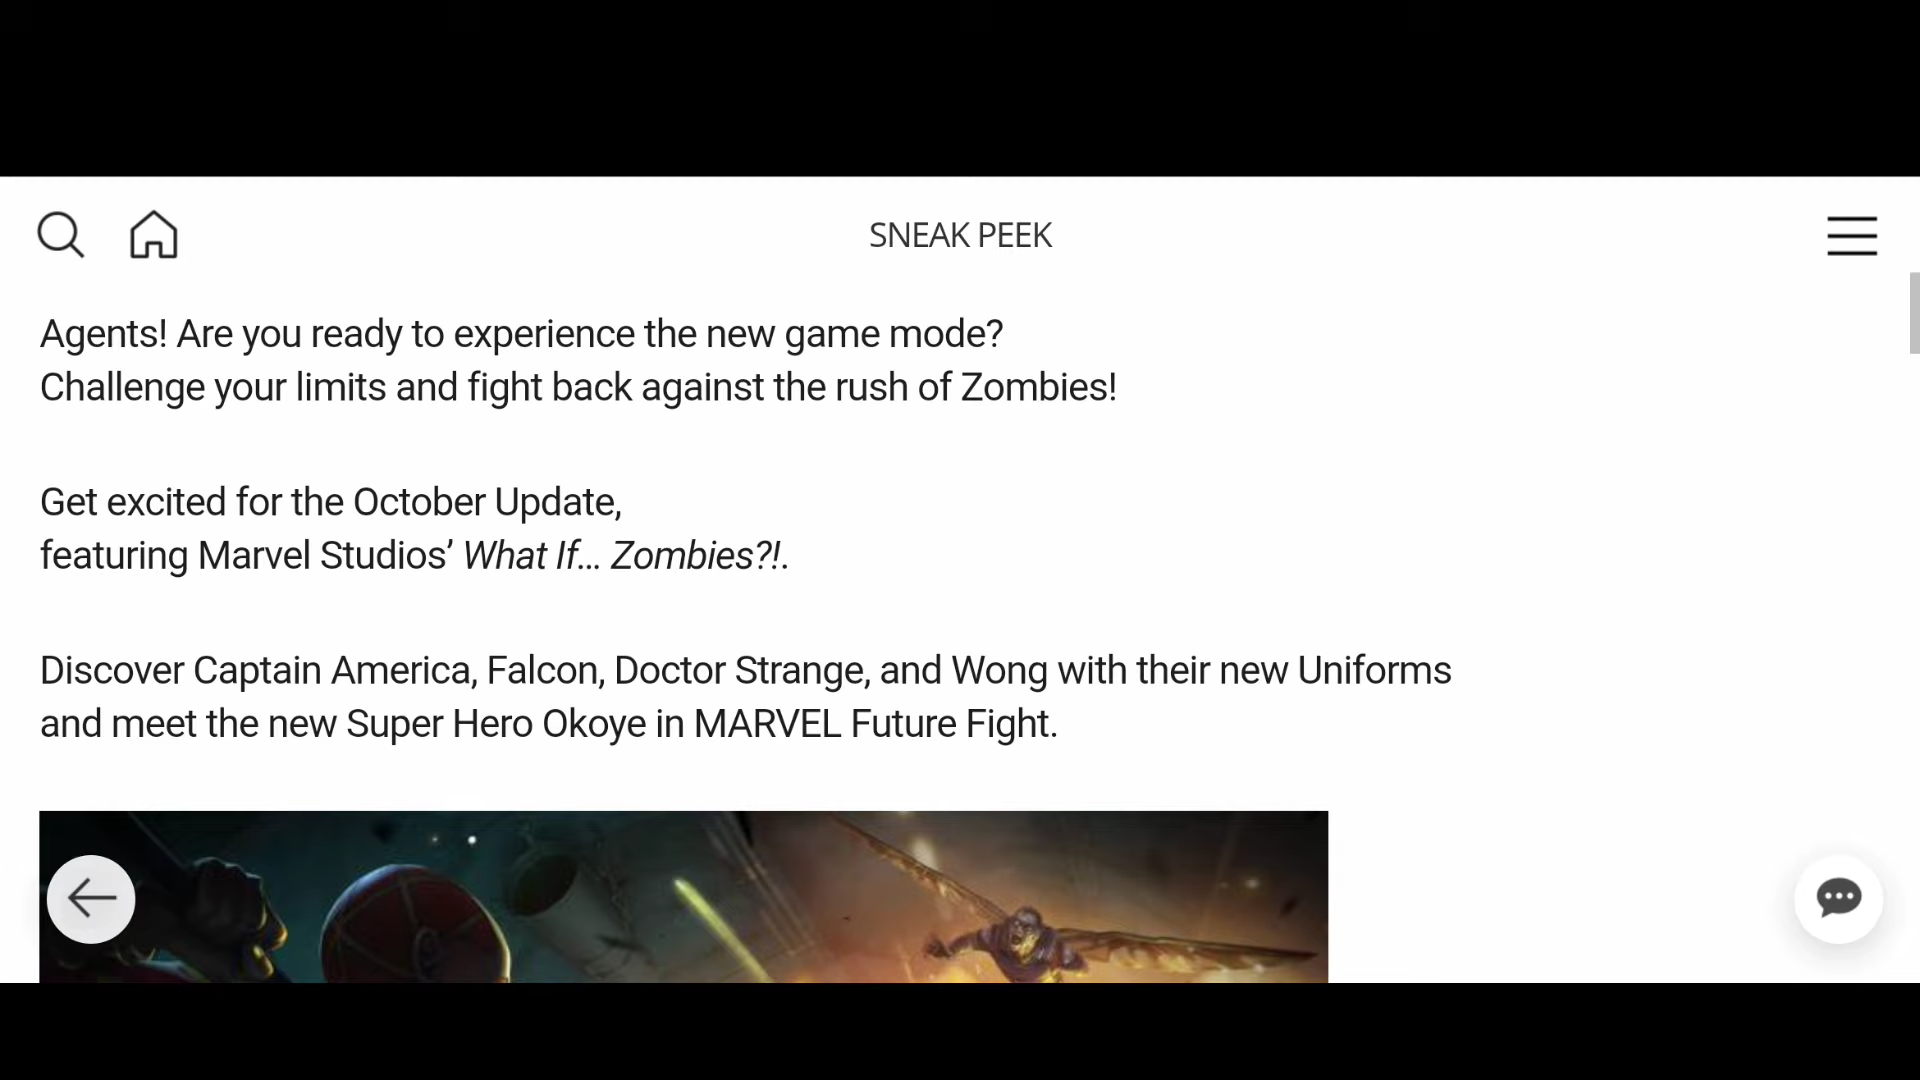 SNEAK PEEK
Agents! Are you ready to experience the new game mode?
Challenge your limits and fight back against the rush of Zombies!
Get excited for the October Update,
featuring Marvel Studios’ What If... Zombies?!.
Discover Captain America, Falcon, Doctor Strange, and Wong with their new Uniforms
and meet the new Super Hero Okoye in MARVEL Future Fight.